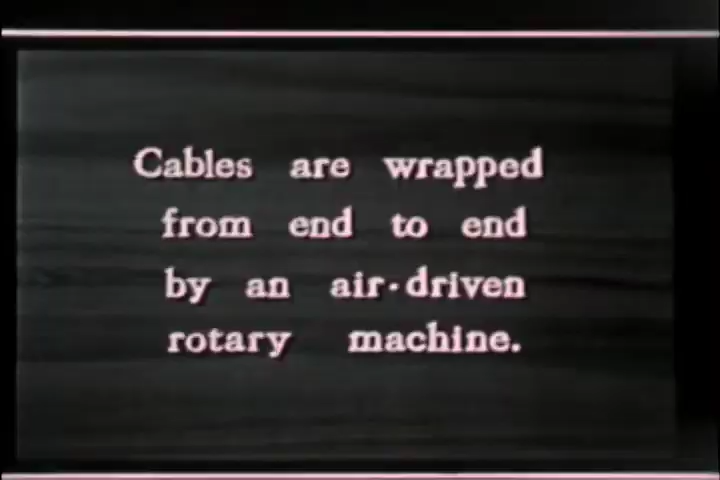 Cables are wrapped
from end to end
by an air-driven
rotary machine.